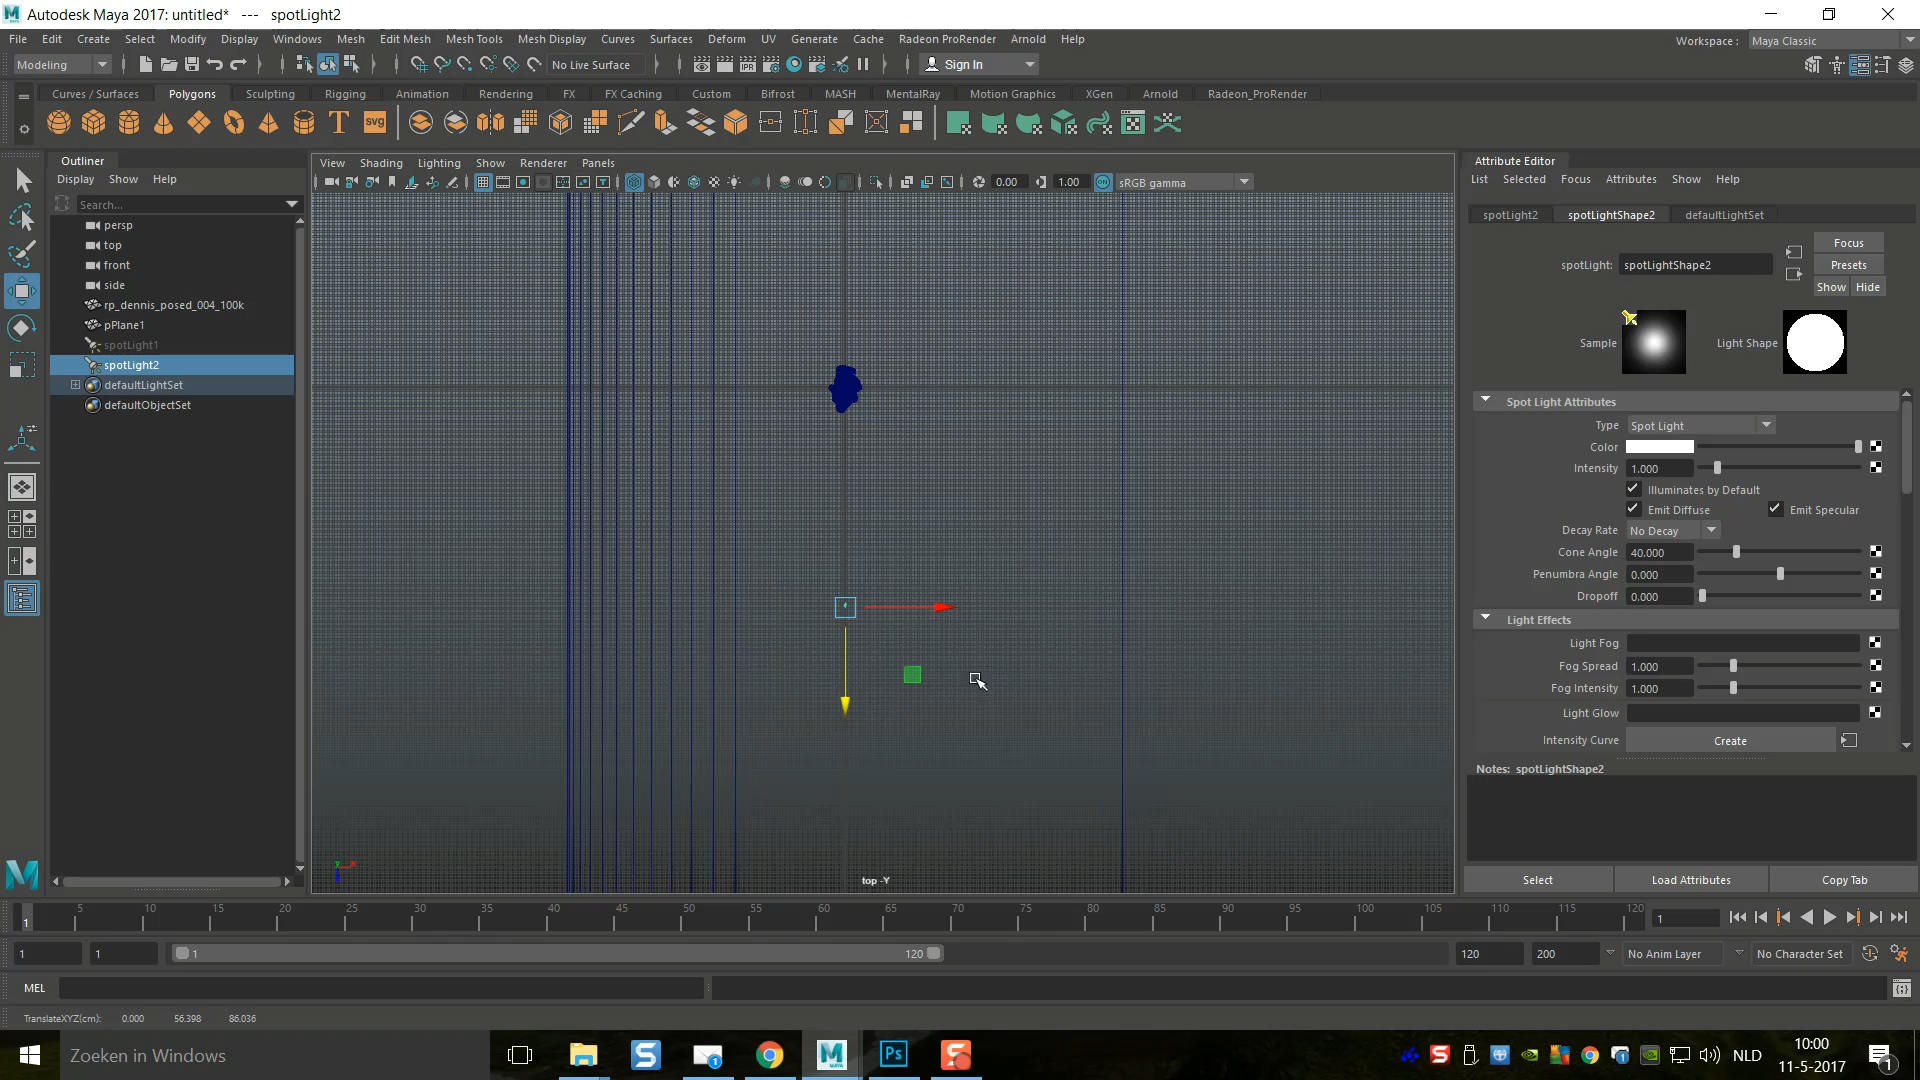 Autodesk Maya 2017: untitled*   ---   spotLight2
File Edit Create Select Modify Display Windows Mesh Edit Mesh Mesh Tools Mesh Display Curves Surfaces Deform UV Generate Cache Radeon ProRender Arnold Help
Workspace : Maya Classic
Modeling No Live Surface Sign In
Curves / Surfaces Polygons Sculpting Rigging Animation Rendering FX FX Caching Custom Bifrost MASH MentalRay Motion Graphics XGen Arnold Radeon_ProRender
T SVG
Outliner
Display Show Help
Search...
persp
top
front
side
rp_dennis_posed_004_100k
pPlane1
spotLight1
spotLight2
defaultLightSet
defaultObjectSet
View Shading Lighting Show Renderer Panels
0.00 1.00 sRGB gamma
top -Y
Attribute Editor
List Selected Focus Attributes Show Help
spotLight2 spotLightShape2 defaultLightSet
Focus
spotLight: spotLightShape2
Presets
Show Hide
Sample Light Shape
Spot Light Attributes
Type Spot Light
Color
Intensity 1.000
Illuminates by Default
Emit Diffuse Emit Specular
Decay Rate No Decay
Cone Angle 40.000
Penumbra Angle 0.000
Dropoff 0.000
Light Effects
Light Fog
Fog Spread 1.000
Fog Intensity 1.000
Light Glow
Intensity Curve Create
Notes: spotLightShape2
Select Load Attributes Copy Tab
1 5 10 15 20 25 30 35 40 45 50 55 60 65 70 75 80 85 90 95 100 105 110 115 120 1
1 1 1 120 120 200 No Anim Layer No Character Set
MEL
TranslateXYZ(cm): 0.000 56.398 86.036
Zoeken in Windows
Ps
NLD
10:00
11-5-2017
1